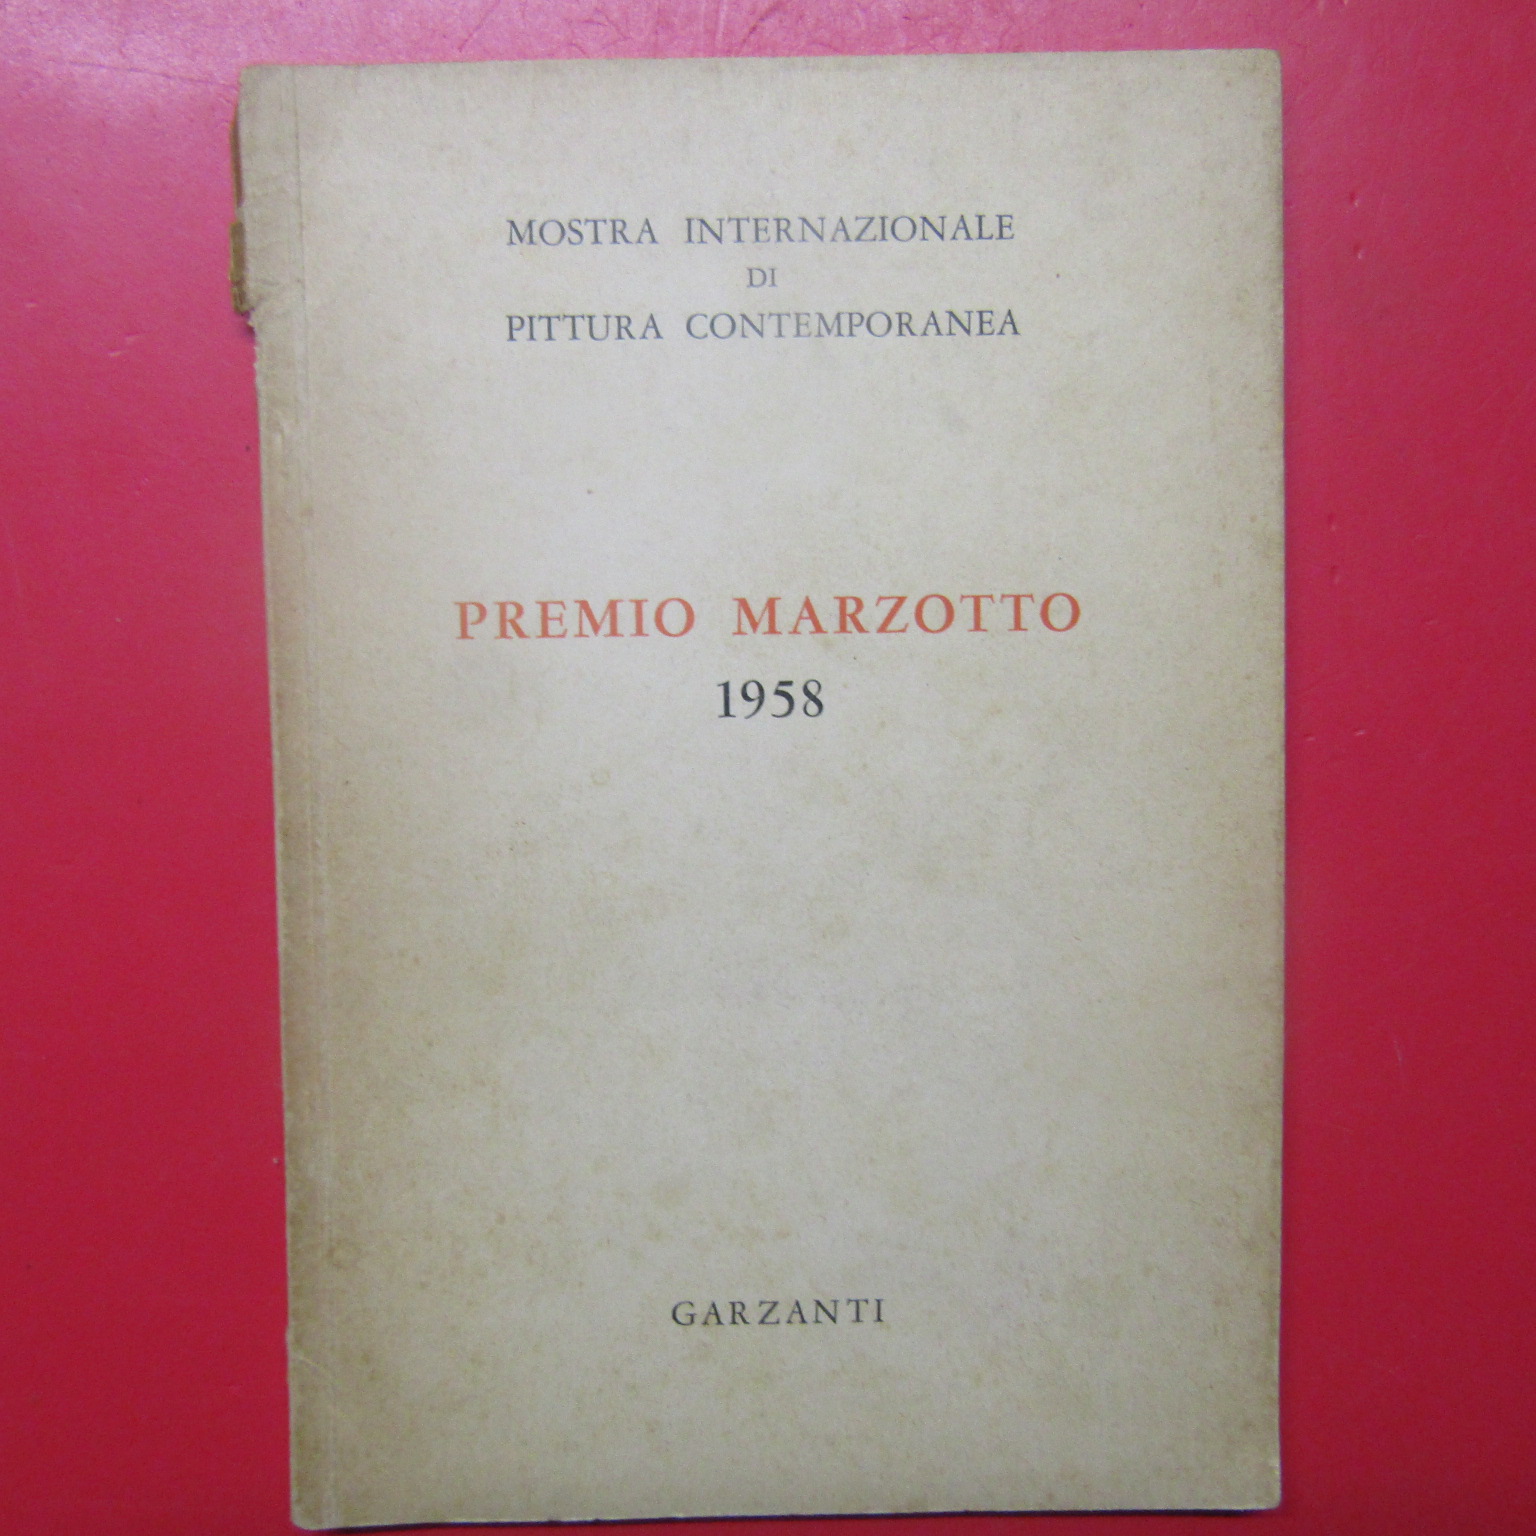 MOSTRA INTERNAZIONALE
DI
PITTURA CONTEMPORANEA
PREMIO MARZOTTO
1958
GARZANTI